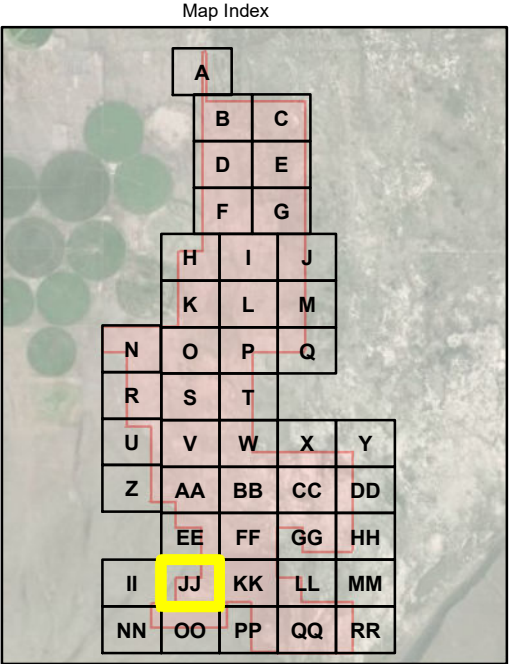 Map Index
A
B C
D E
F G
H I J
K L M
N O P Q
R S T
U V W X Y
Z AA BB CC DD
EE FF GG HH
II JJ KK LL MM
NN OO PP QQ RR